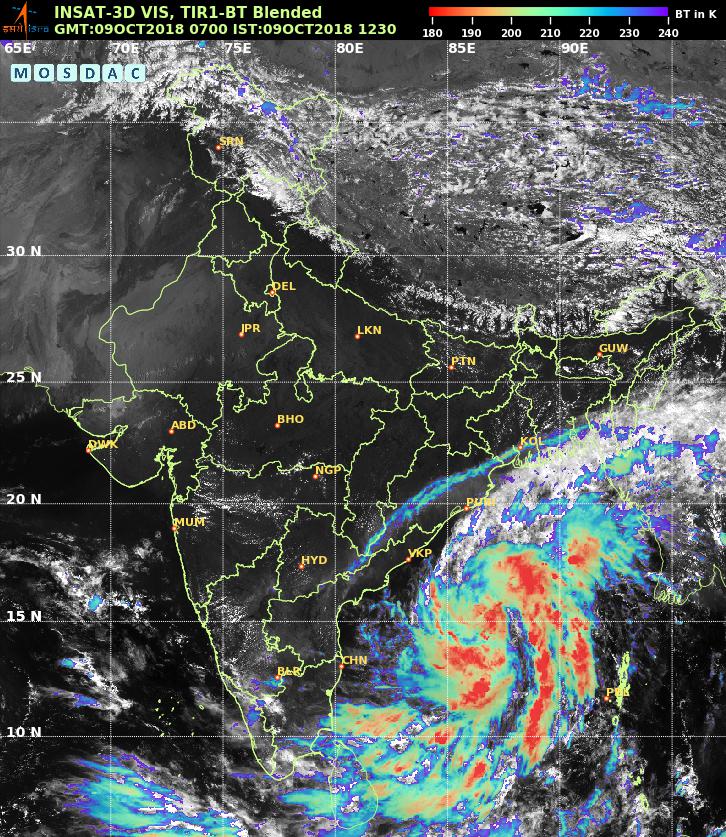 INSAT-3D VIS, TIR1-BT Blended
GMT:09OCT2018 0700 IST:09OCT2018 1230
BT in K
180 190 200 210 220 230 240
65E 70E 75E 80E 85E 90E
MOSDAC
SRN
30 N
DEL
JPR
LKN
GUW
PTN
25 N
ABD
BHO
DWK
KOL
NGP
20 N
PURI
MUM
VKP
HYD
15 N
CHN
BLR
PBL
10 N